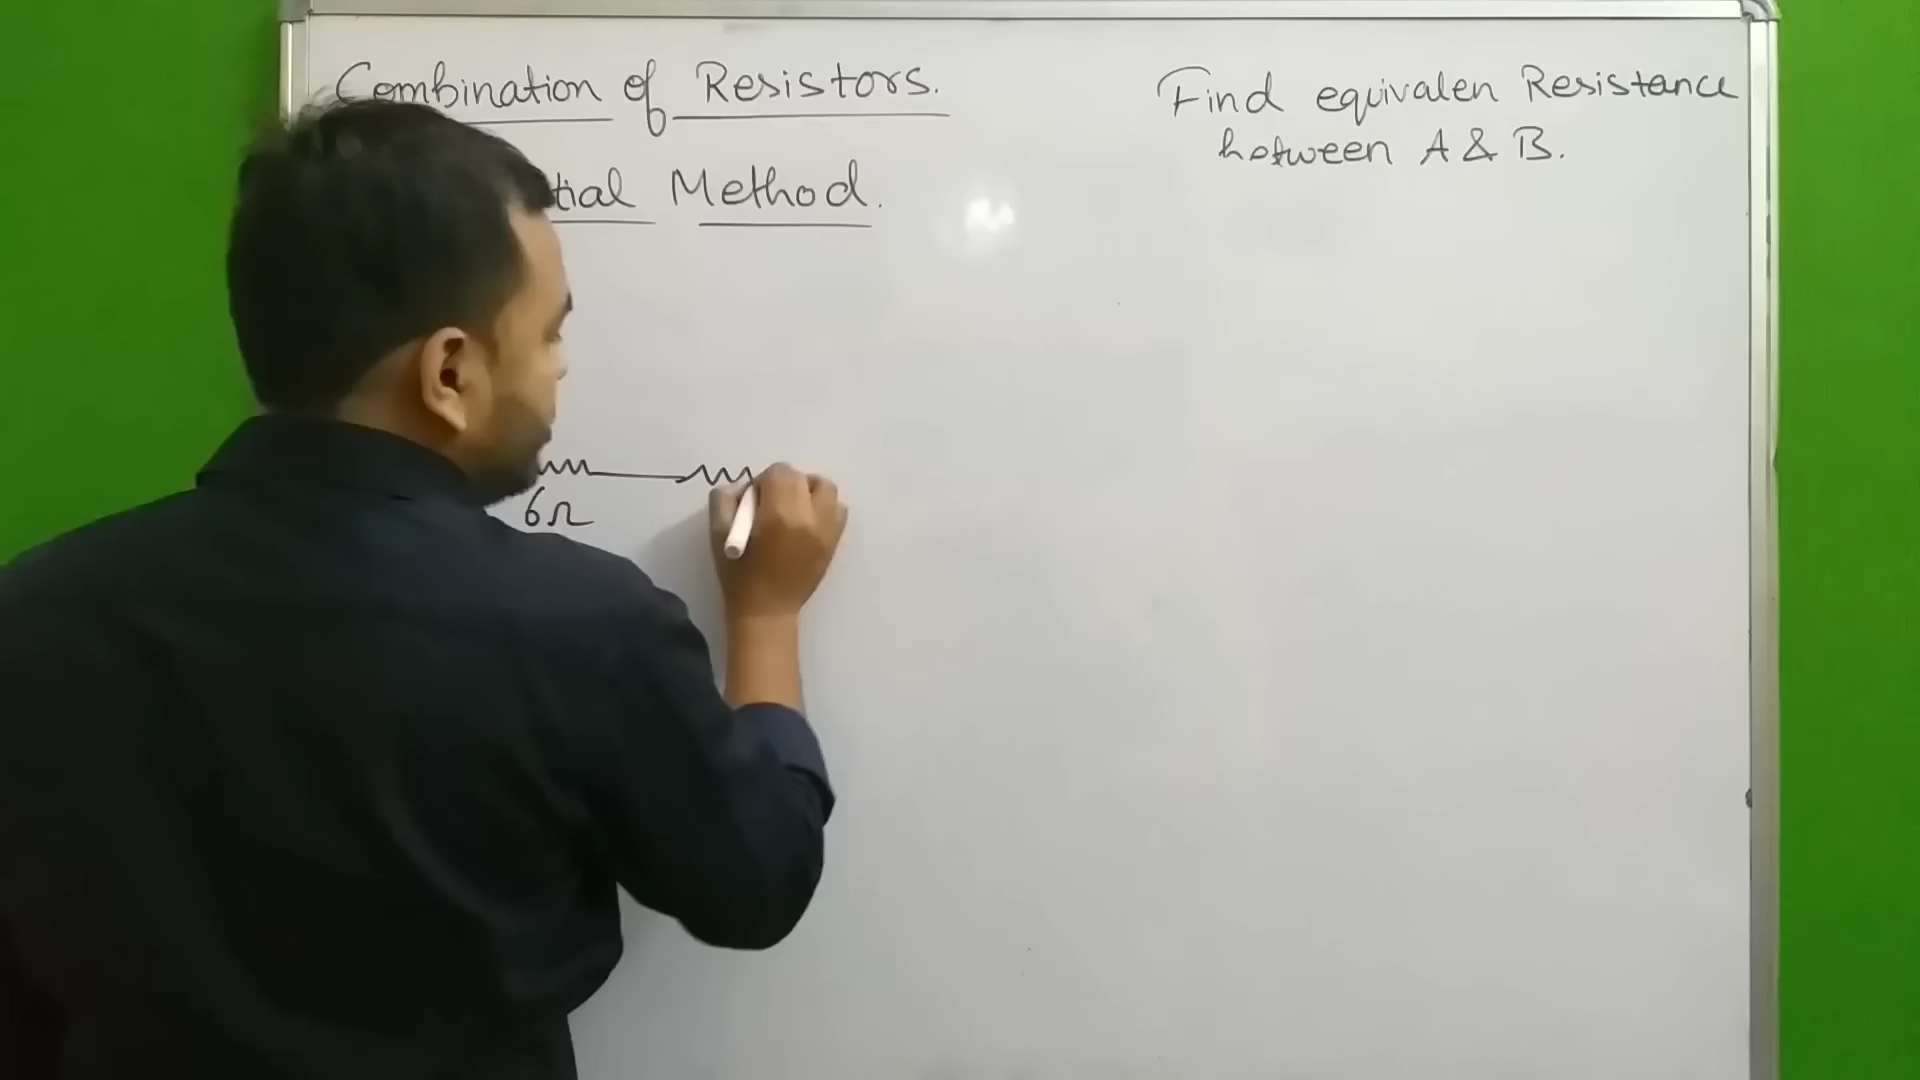 Combination of Resistors.
tial Method.
Find equivalen Resistance
between A & B.
6Ω